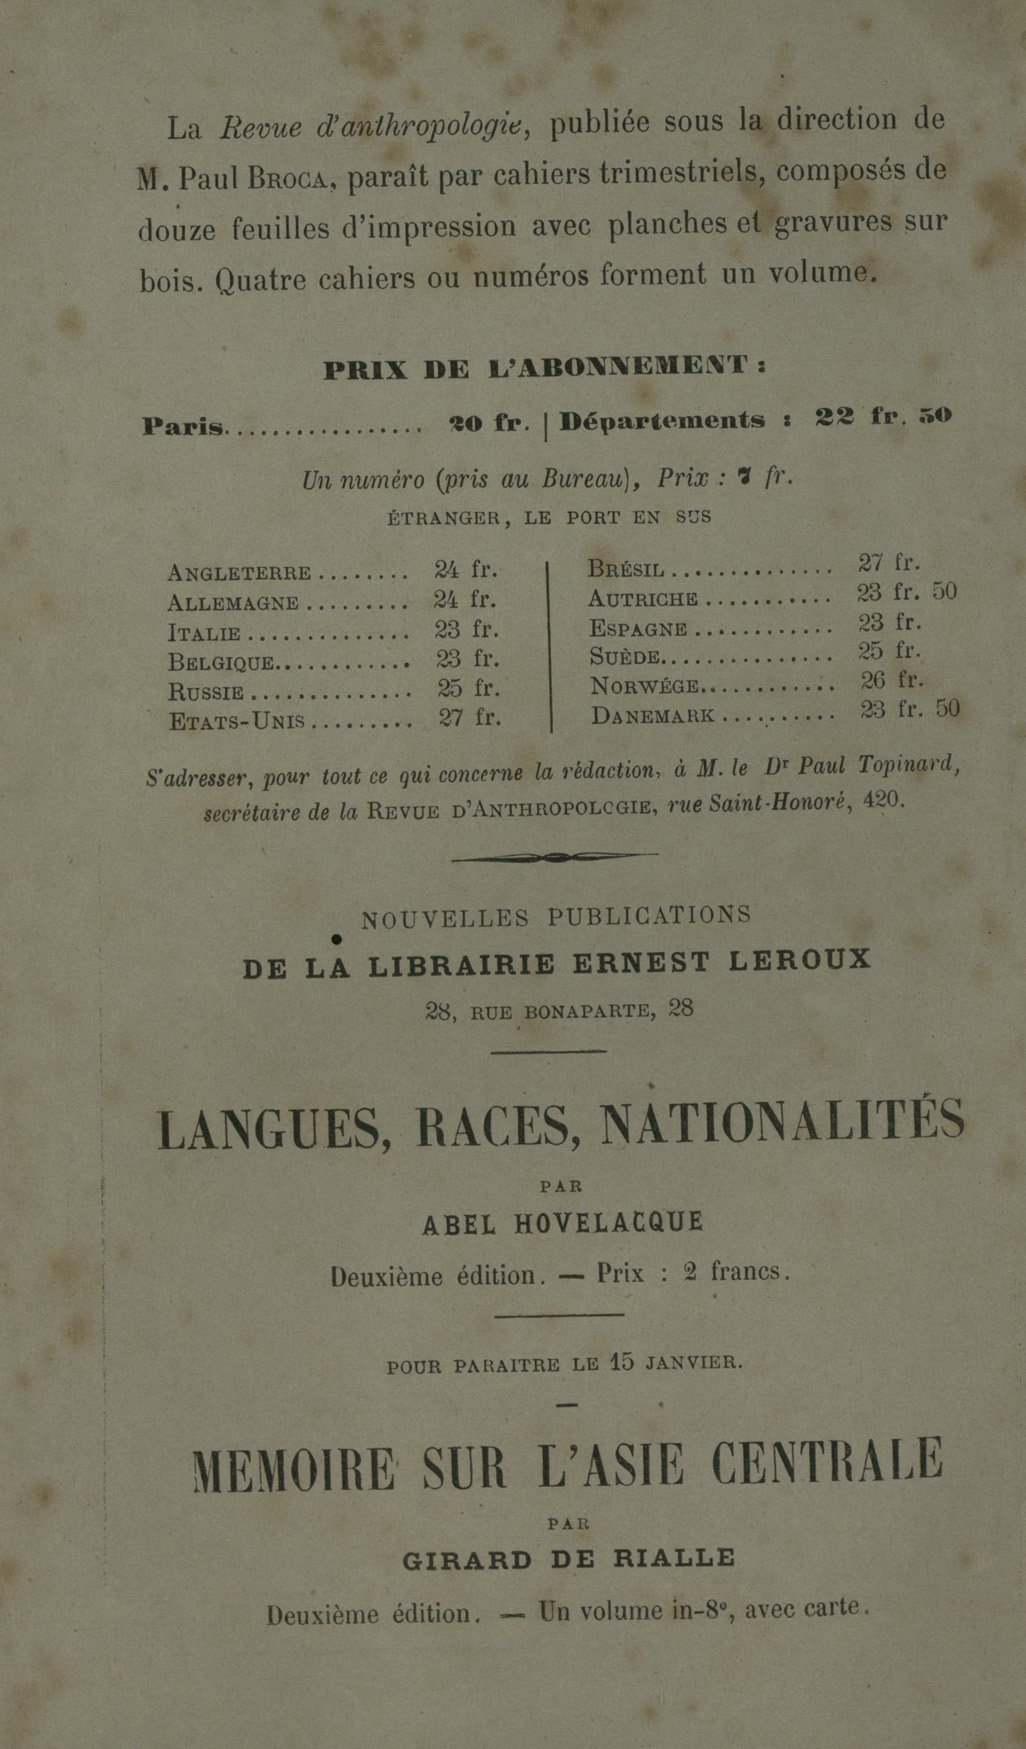 La Revue d'anthropologie, publiée sous la direction de
M. Paul BROCA, paraît par cahiers trimestriels, composés de
douze feuilles d'impression avec planches et gravures sur
bois. Quatre cahiers ou numéros forment un volume.
PRIX DE L'ABONNEMENT :
Paris................. 20 fr. | Départements : 22 fr. 50
Un numéro (pris au Bureau), Prix : 7 fr.
ÉTRANGER, LE PORT EN SUS
ANGLETERRE........ 24 fr.
ALLEMAGNE......... 24 fr.
ITALIE.............. 23 fr.
BELGIQUE............ 23 fr.
RUSSIE.............. 25 fr.
ETATS-UNIS......... 27 fr.
BRÉSIL.............. 27 fr.
AUTRICHE........... 23 fr. 50
ESPAGNE............ 23 fr.
SUÈDE............... 25 fr.
NORWÉGE............ 26 fr.
DANEMARK.......... 23 fr. 50
S'adresser, pour tout ce qui concerne la rédaction, à M. le Dr Paul Topinard,
secrétaire de la REVUE D'ANTHROPOLOGIE, rue Saint-Honoré, 420.
NOUVELLES PUBLICATIONS
DE LA LIBRAIRIE ERNEST LEROUX
28, RUE BONAPARTE, 28
LANGUES, RACES, NATIONALITÉS
PAR
ABEL HOVELACQUE
Deuxième édition. — Prix : 2 francs.
POUR PARAITRE LE 15 JANVIER.
MEMOIRE SUR L'ASIE CENTRALE
PAR
GIRARD DE RIALLE
Deuxième édition. — Un volume in-8°, avec carte.